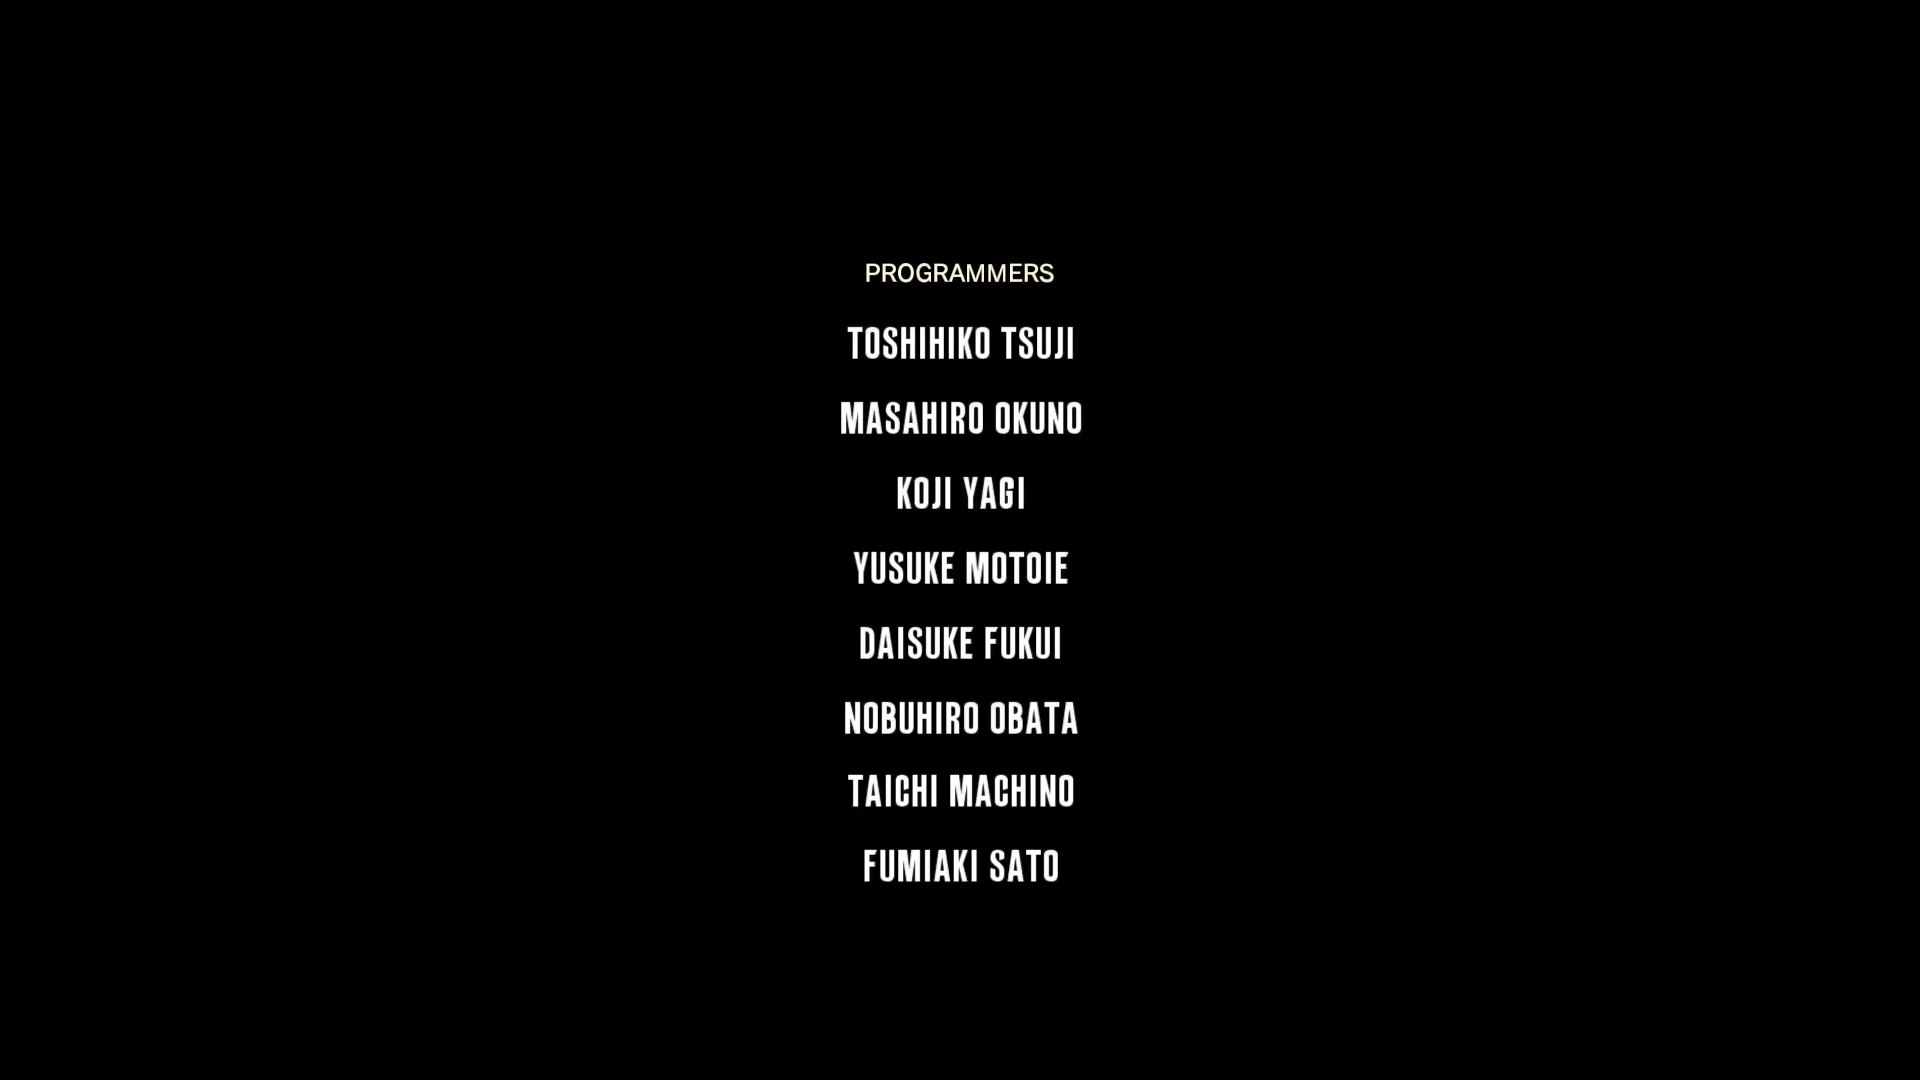 PROGRAMMERS
TOSHIHIKO TSUJI
MASAHIRO OKUNO
KOJI YAGI
YUSUKE MOTOIE
DAISUKE FUKUI
NOBUHIRO OBATA
TAICHI MACHINO
FUMIAKI SATO